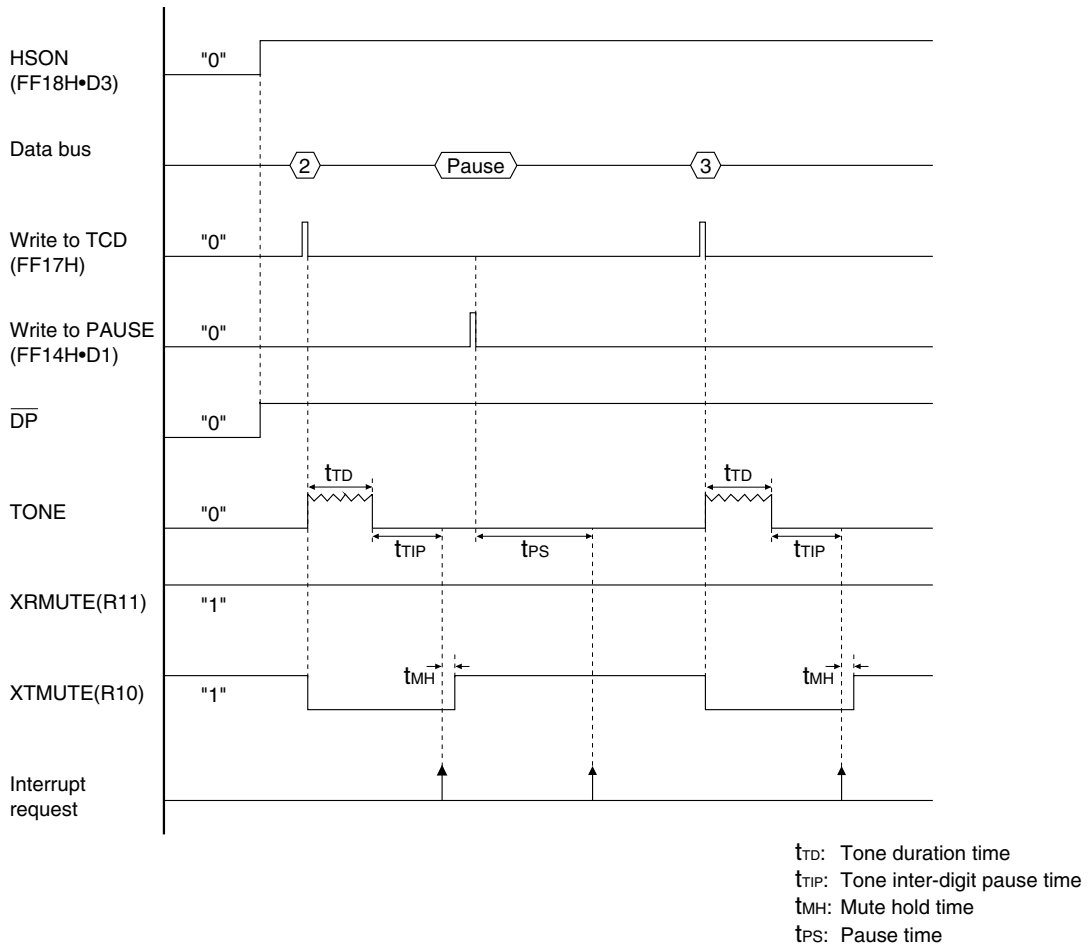 HSON
(FF18H•D3)
"0"
Data bus
2
Pause
3
Write to TCD
(FF17H)
"0"
Write to PAUSE
(FF14H•D1)
"0"
DP
"0"
tTD
tTD
TONE
"0"
tTIP
tPS
tTIP
XRMUTE(R11)
"1"
tMH
tMH
XTMUTE(R10)
"1"
Interrupt
request
tTD: Tone duration time
tTIP: Tone inter-digit pause time
tMH: Mute hold time
tPS: Pause time